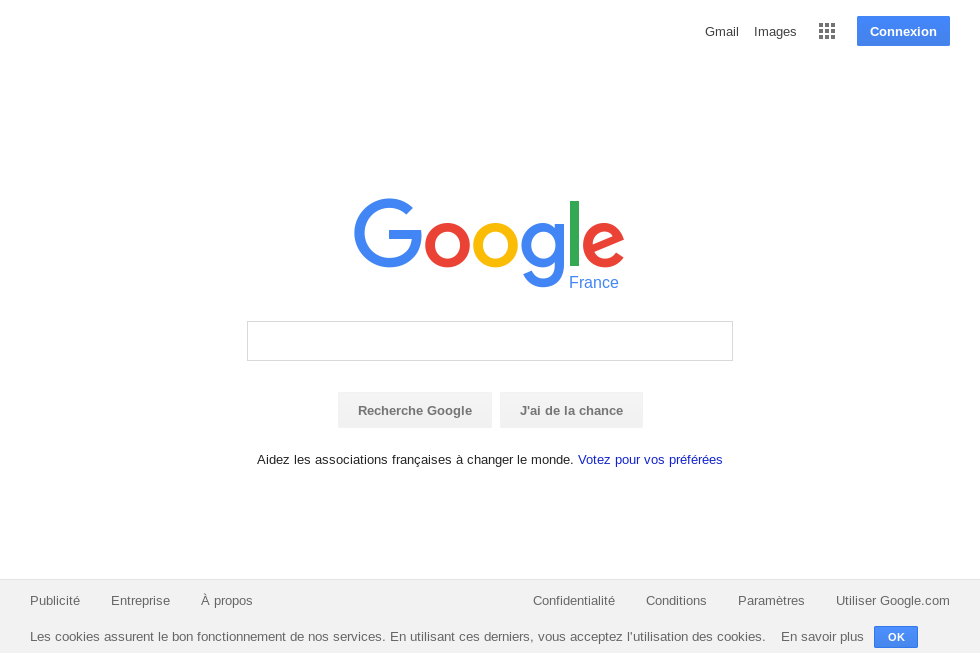 Gmail Images Connexion
Google
France
Recherche Google J'ai de la chance
Aidez les associations françaises à changer le monde. Votez pour vos préférées
Publicité Entreprise À propos Confidentialité Conditions Paramètres Utiliser Google.com
Les cookies assurent le bon fonctionnement de nos services. En utilisant ces derniers, vous acceptez l'utilisation des cookies. En savoir plus OK